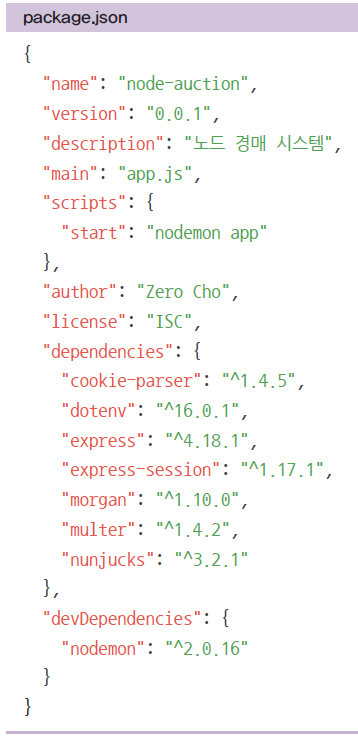 package.json
{
"name": "node-auction",
"version": "0.0.1",
"description": "노드 경매 시스템",
"main": "app.js",
"scripts": {
"start": "nodemon app"
},
"author": "Zero Cho",
"license": "ISC",
"dependencies": {
"cookie-parser": "^1.4.5",
"dotenv": "^16.0.1",
"express": "^4.18.1",
"express-session": "^1.17.1",
"morgan": "^1.10.0",
"multer": "^1.4.2",
"nunjucks": "^3.2.1"
},
"devDependencies": {
"nodemon": "^2.0.16"
}
}